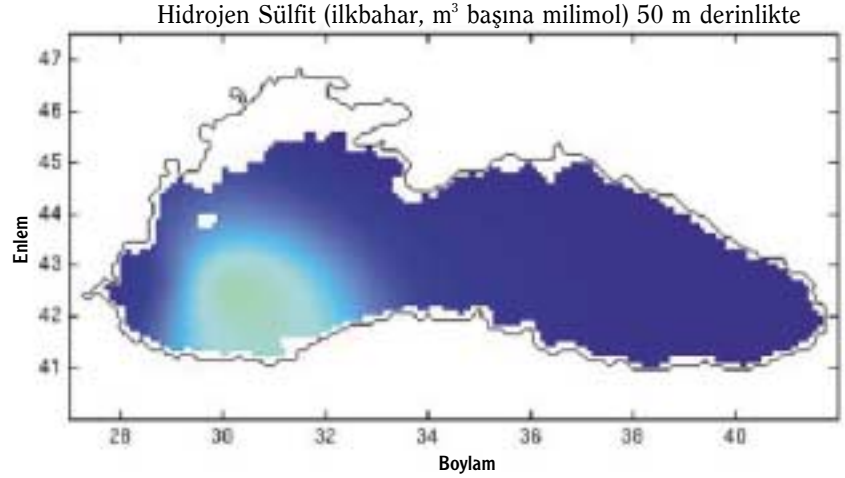 Hidrojen Sülfit (ilkbahar, m³ başına milimol) 50 m derinlikte
47
46
45
44
43
42
41
Enlem
28 30 32 34 36 38 40
Boylam